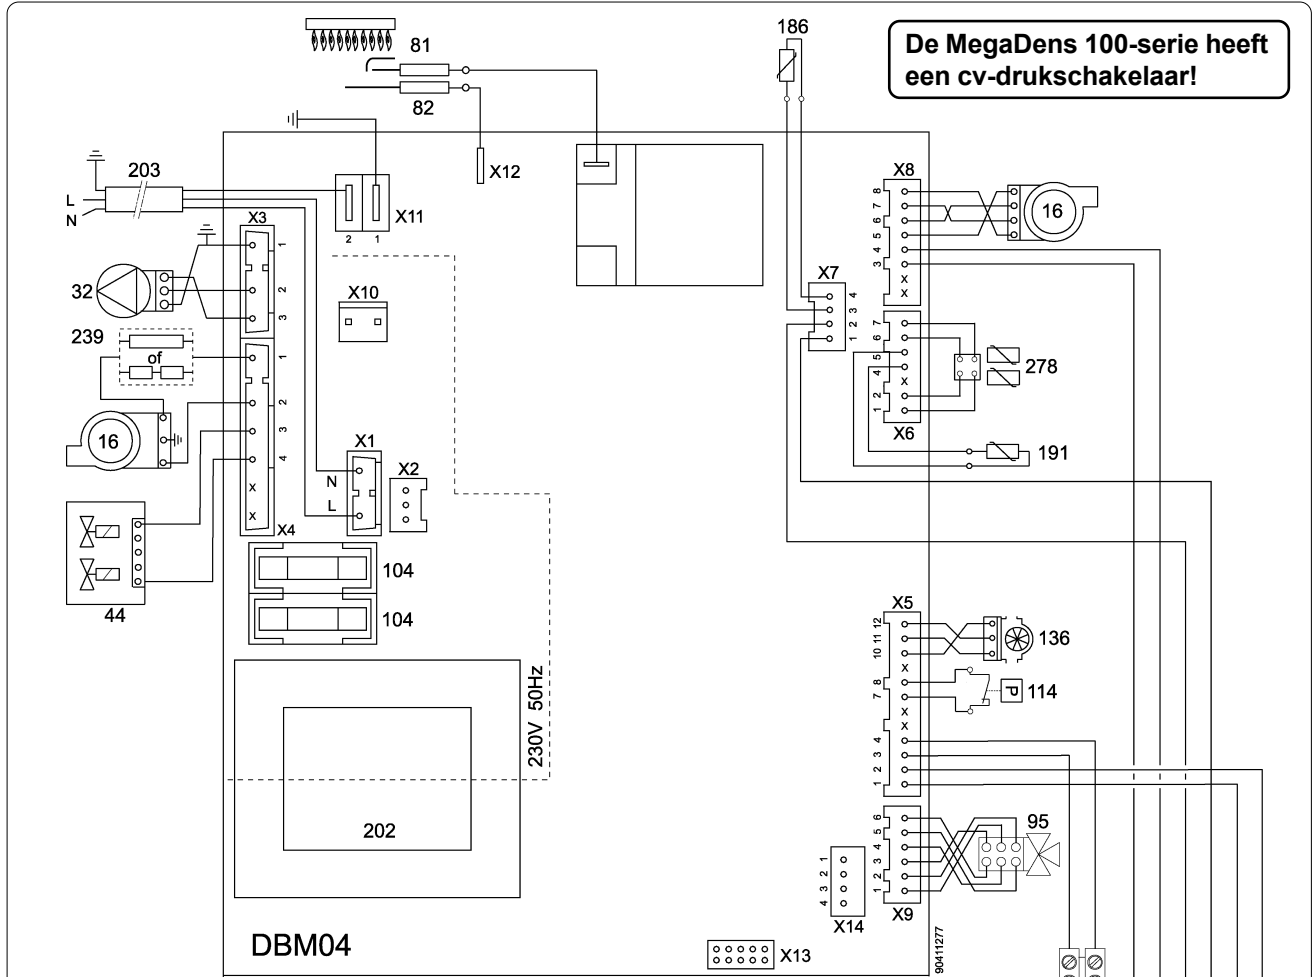 De MegaDens 100-serie heeft
een cv-drukschakelaar!
186
81
82
203
L
N
X12
X11
2 1
X3
1
2
3
32
X10
239
of
1
2
3
4
x
x
X4
16
X1
N
L
X2
44
104
104
230V 50Hz
202
DBM04
X8
8
7
6
5
4
3
x
x
16
X7
4
3
2
1
7
6
5
4
x
2
1
X6
278
191
X5
12
11
10
x
8
7
x
x
4
3
2
1
136
P
114
6
5
4
3
2
1
X9
95
1
2
3
4
X14
X13
90411277